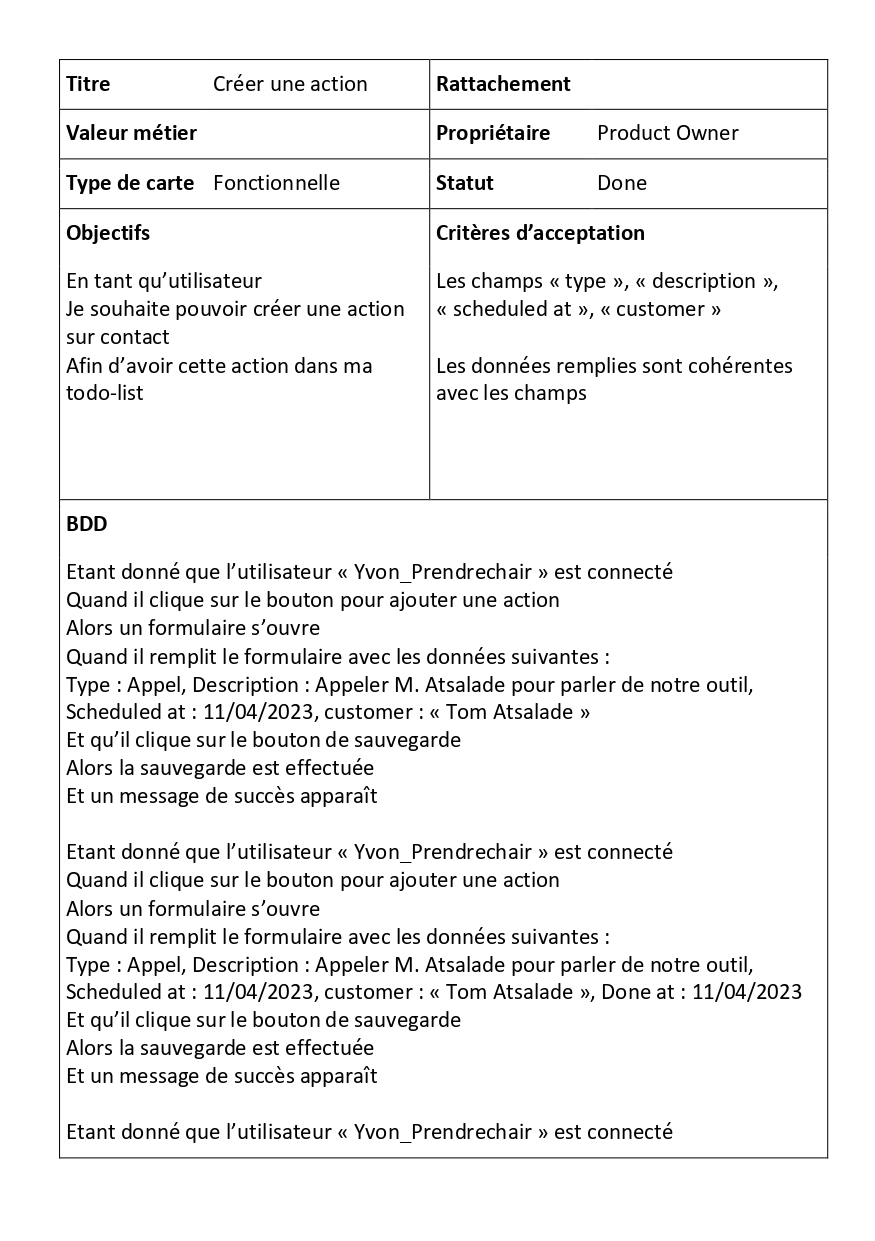 Titre Créer une action Rattachement
Valeur métier Propriétaire Product Owner
Type de carte Fonctionnelle Statut Done
Objectifs
En tant qu’utilisateur
Je souhaite pouvoir créer une action
sur contact
Afin d’avoir cette action dans ma
todo-list
Critères d’acceptation
Les champs « type », « description »,
« scheduled at », « customer »
Les données remplies sont cohérentes
avec les champs
BDD
Etant donné que l’utilisateur « Yvon_Prendrechair » est connecté
Quand il clique sur le bouton pour ajouter une action
Alors un formulaire s’ouvre
Quand il remplit le formulaire avec les données suivantes :
Type : Appel, Description : Appeler M. Atsalade pour parler de notre outil,
Scheduled at : 11/04/2023, customer : « Tom Atsalade »
Et qu’il clique sur le bouton de sauvegarde
Alors la sauvegarde est effectuée
Et un message de succès apparaît
Etant donné que l’utilisateur « Yvon_Prendrechair » est connecté
Quand il clique sur le bouton pour ajouter une action
Alors un formulaire s’ouvre
Quand il remplit le formulaire avec les données suivantes :
Type : Appel, Description : Appeler M. Atsalade pour parler de notre outil,
Scheduled at : 11/04/2023, customer : « Tom Atsalade », Done at : 11/04/2023
Et qu’il clique sur le bouton de sauvegarde
Alors la sauvegarde est effectuée
Et un message de succès apparaît
Etant donné que l’utilisateur « Yvon_Prendrechair » est connecté